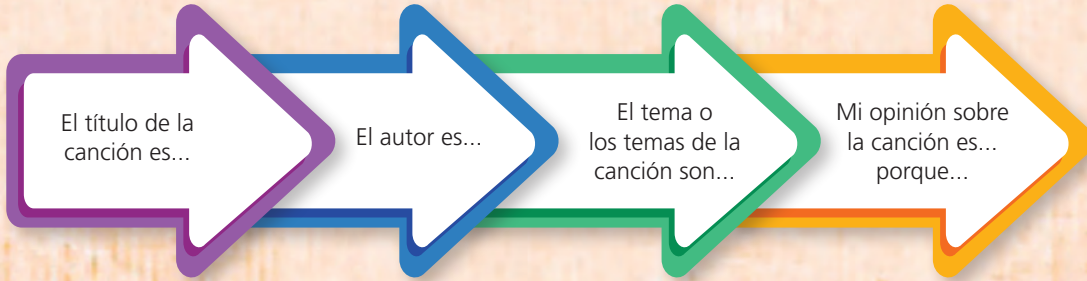 El título de la
canción es...
El autor es...
El tema o
los temas de la
canción son...
Mi opinión sobre
la canción es...
porque...